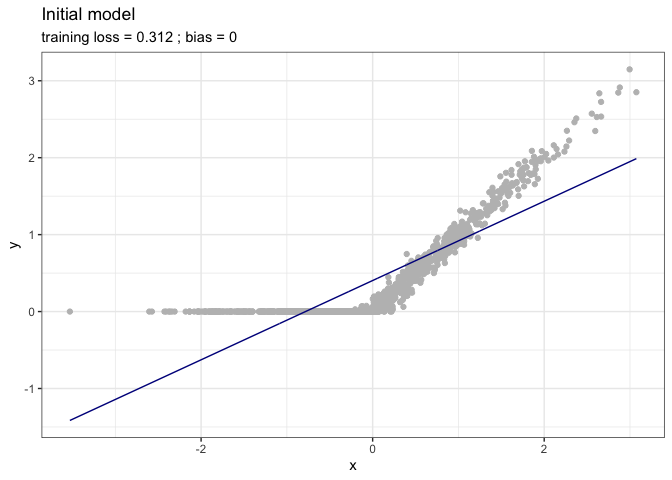 Initial model
training loss = 0.312 ; bias = 0
3
2
y
1
0
-1
-2
0
2
x